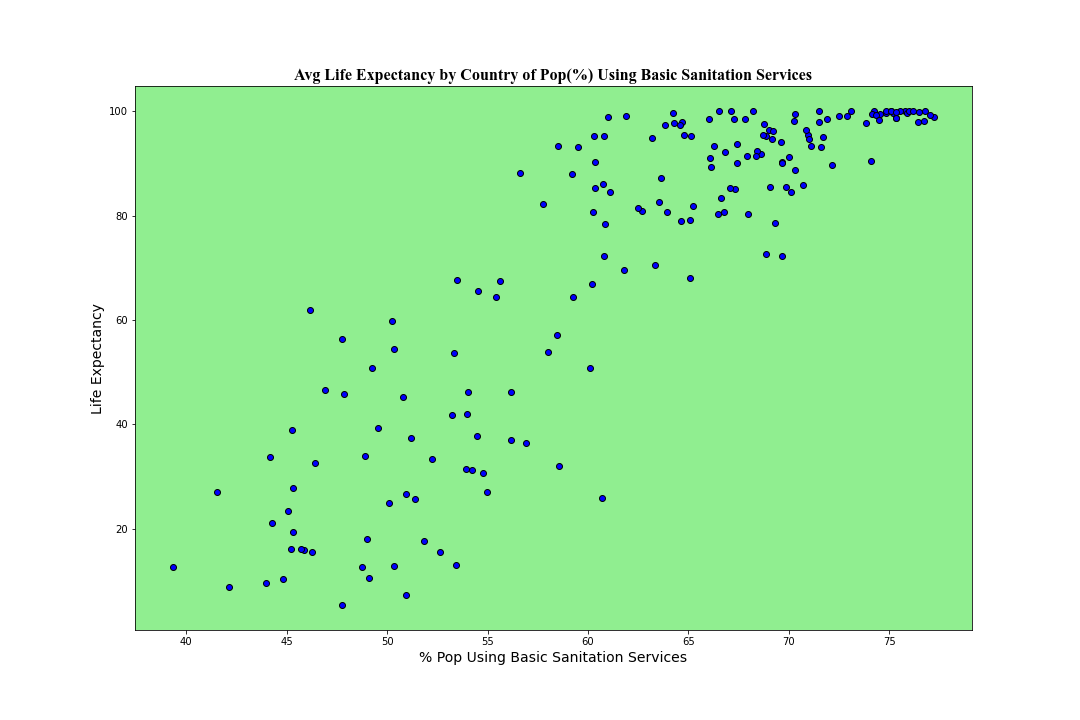 Avg Life Expectancy by Country of Pop(%) Using Basic Sanitation Services
100
80
60
40
20
Life Expectancy
40 45 50 55 60 65 70 75
% Pop Using Basic Sanitation Services